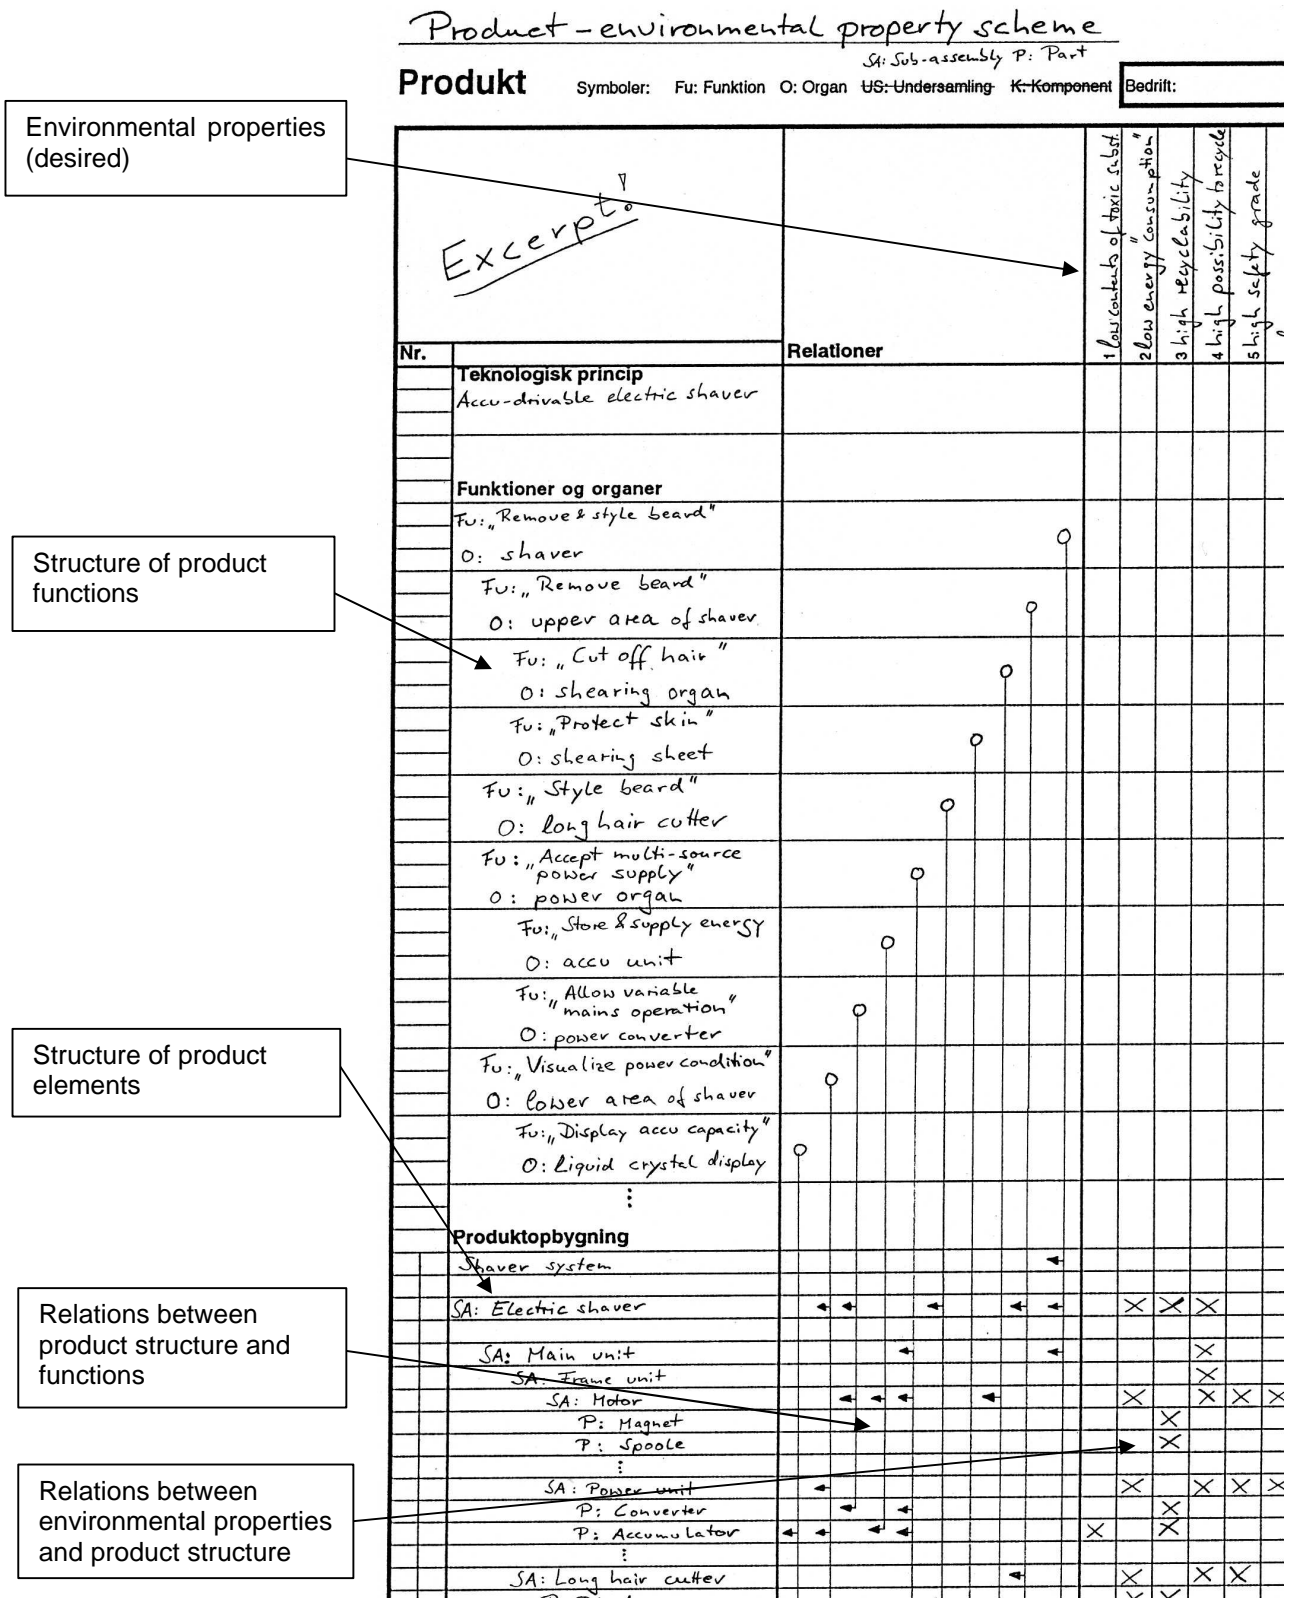 Product - environmental property scheme
SA: Sub-assembly P: Part
Produkt Symboler: Fu: Funktion O: Organ US: Undersamling K: Komponent Bedrift:
Environmental properties
(desired)
Excerpt!
1 low contents of toxic subst.
2 low energy consumption"
3 high recyclability
4 high possibility to recycle
5 high safety grade
Nr.
Relationer
Teknologisk princip
Accu-drivable electric shaver
Funktioner og organer
Fu: „Remove & style beard"
O: shaver
Structure of product
functions
Fu: „Remove beard"
O: upper area of shaver
Fu: „Cut off hair"
O: shearing organ
Fu: „Protect skin"
O: shearing sheet
Fu: „Style beard"
O: long hair cutter
Fu: „Accept multi-source
power supply"
O: power organ
Fu: „Store & supply energy
O: accu unit
Fu: „Allow variable
mains operation"
O: power converter
Structure of product
elements
Fu: „Visualize power condition"
O: lower area of shaver
Fu: „Display accu capacity"
O: Liquid crystal display
⋮
Produktopbygning
Shaver system
SA: Electric shaver
Relations between
product structure and
functions
SA: Main unit
SA: Frame unit
SA: Motor
P: Magnet
P: Spoole
⋮
Relations between
environmental properties
and product structure
SA: Power unit
P: Converter
P: Accumulator
⋮
SA: Long hair cutter